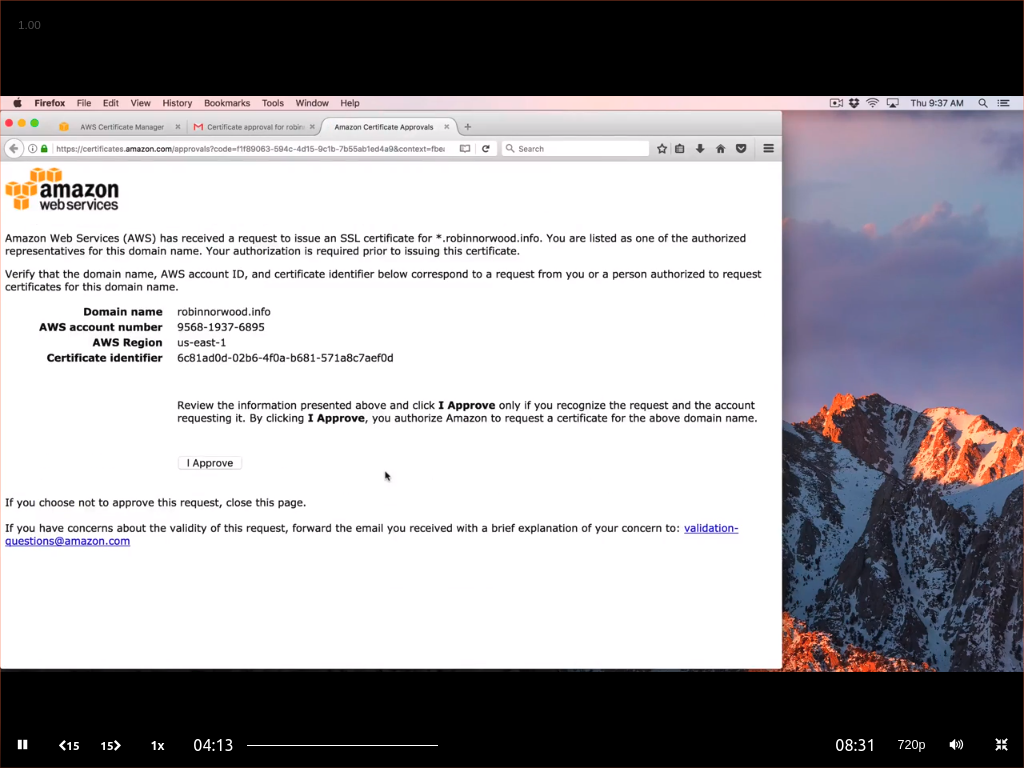 1.00
Firefox File Edit View History Bookmarks Tools Window Help Thu 9:37 AM
AWS Certificate Manager Certificate approval for robin Amazon Certificate Approvals
https://certificates.amazon.com/approvals?code=f1f89063-594c-4d15-9c1b-7b55ab1ed4a9&context=fbe Search
amazon
web services
Amazon Web Services (AWS) has received a request to issue an SSL certificate for *.robinnorwood.info. You are listed as one of the authorized
representatives for this domain name. Your authorization is required prior to issuing this certificate.
Verify that the domain name, AWS account ID, and certificate identifier below correspond to a request from you or a person authorized to request
certificates for this domain name.
Domain name robinnorwood.info
AWS account number 9568-1937-6895
AWS Region us-east-1
Certificate identifier 6c81ad0d-02b6-4f0a-b681-571a8c7aef0d
Review the information presented above and click I Approve only if you recognize the request and the account
requesting it. By clicking I Approve, you authorize Amazon to request a certificate for the above domain name.
I Approve
If you choose not to approve this request, close this page.
If you have concerns about the validity of this request, forward the email you received with a brief explanation of your concern to: validation-
questions@amazon.com
15 15 1x 04:13 08:31 720p